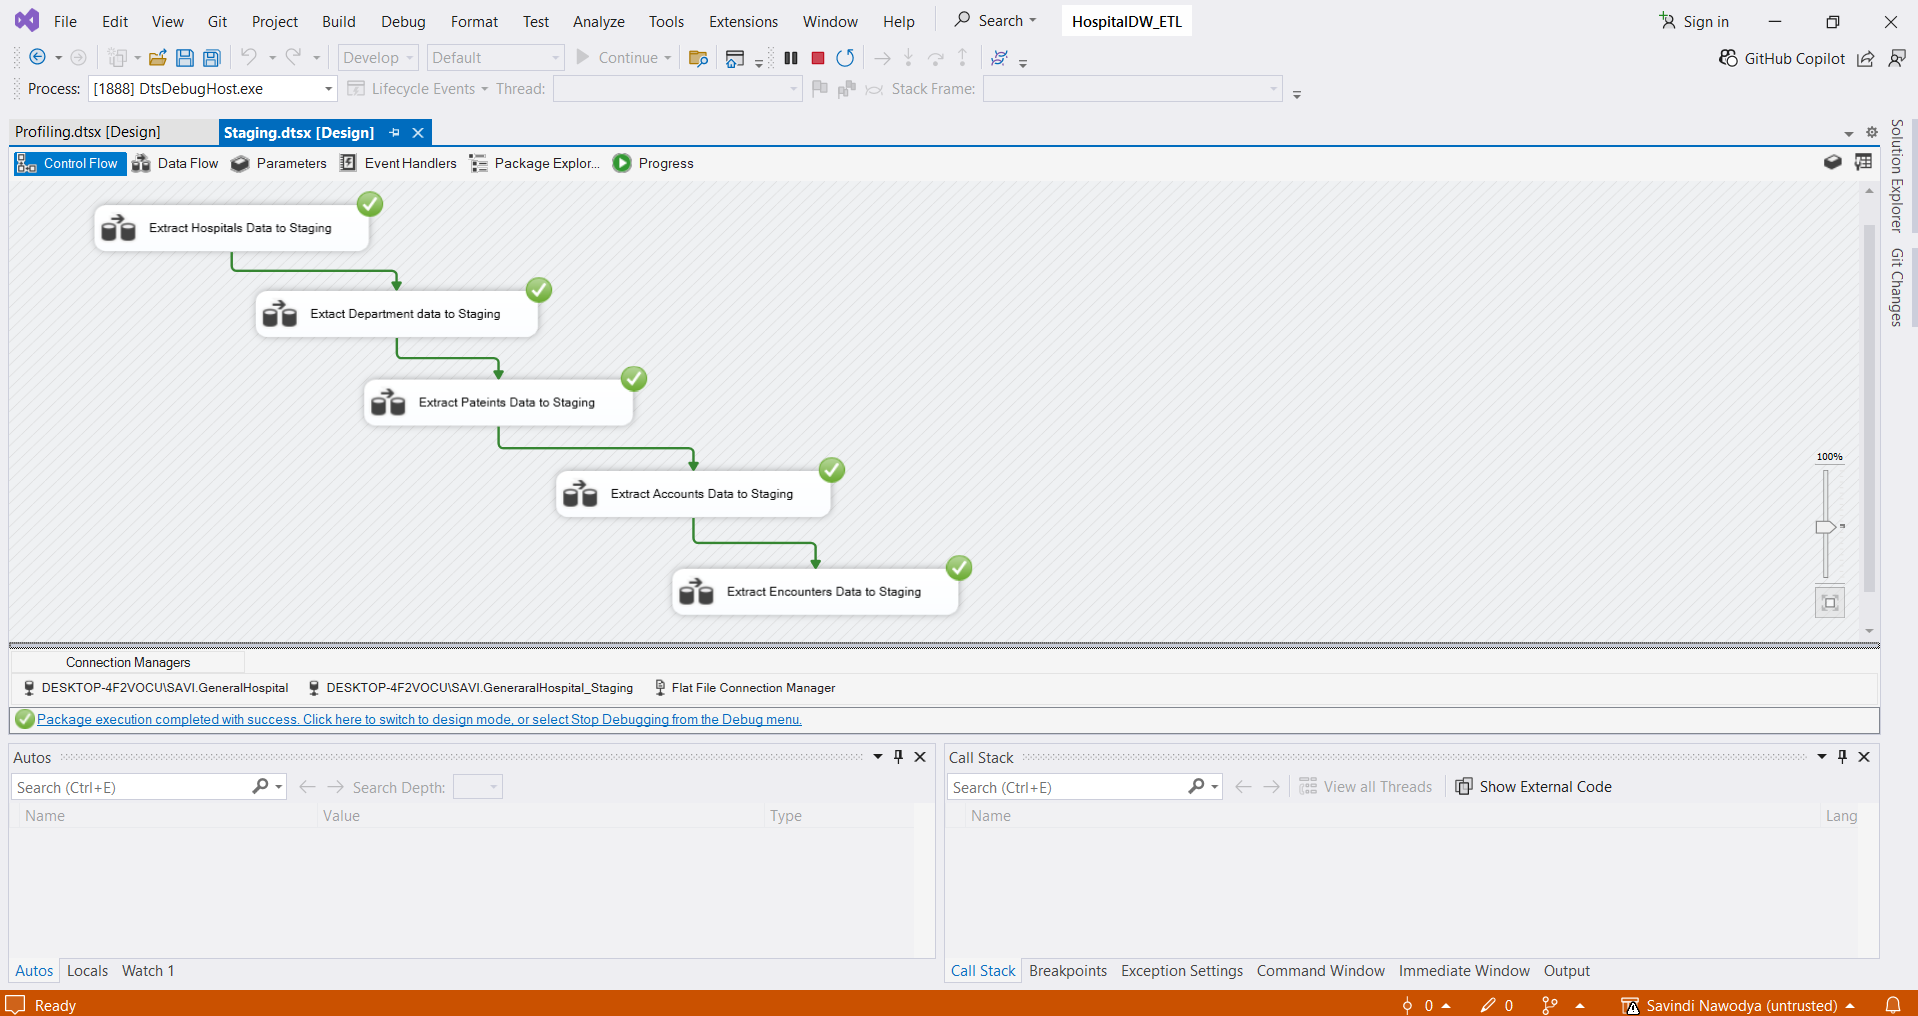 File Edit View Git Project Build Debug Format Test Analyze Tools Extensions Window Help Search HospitalDW_ETL Sign in
Develop Default Continue GitHub Copilot
Process: [1888] DtsDebugHost.exe Lifecycle Events Thread: Stack Frame:
Profiling.dtsx [Design] Staging.dtsx [Design]
Control Flow Data Flow Parameters Event Handlers Package Explor... Progress
Solution Explorer
Git Changes
Extract Hospitals Data to Staging
Extact Department data to Staging
Extract Pateints Data to Staging
Extract Accounts Data to Staging
Extract Encounters Data to Staging
100%
Connection Managers
DESKTOP-4F2VOCU\SAVI.GeneralHospital DESKTOP-4F2VOCU\SAVI.GeneraralHospital_Staging Flat File Connection Manager
Package execution completed with success. Click here to switch to design mode, or select Stop Debugging from the Debug menu.
Autos
Search (Ctrl+E) Search Depth:
Name Value Type
Autos Locals Watch 1
Call Stack
Search (Ctrl+E) View all Threads Show External Code
Name Lang
Call Stack Breakpoints Exception Settings Command Window Immediate Window Output
Ready 0 0 Savindi Nawodya (untrusted)